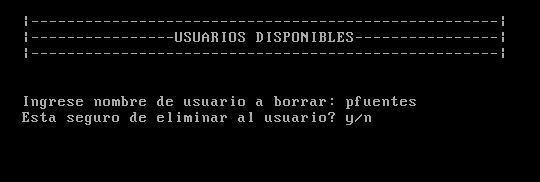 ¦--------------------------------------------------¦
¦---------------USUARIOS DISPONIBLES---------------¦
¦--------------------------------------------------¦
Ingrese nombre de usuario a borrar: pfuentes
Esta seguro de eliminar al usuario? y/n